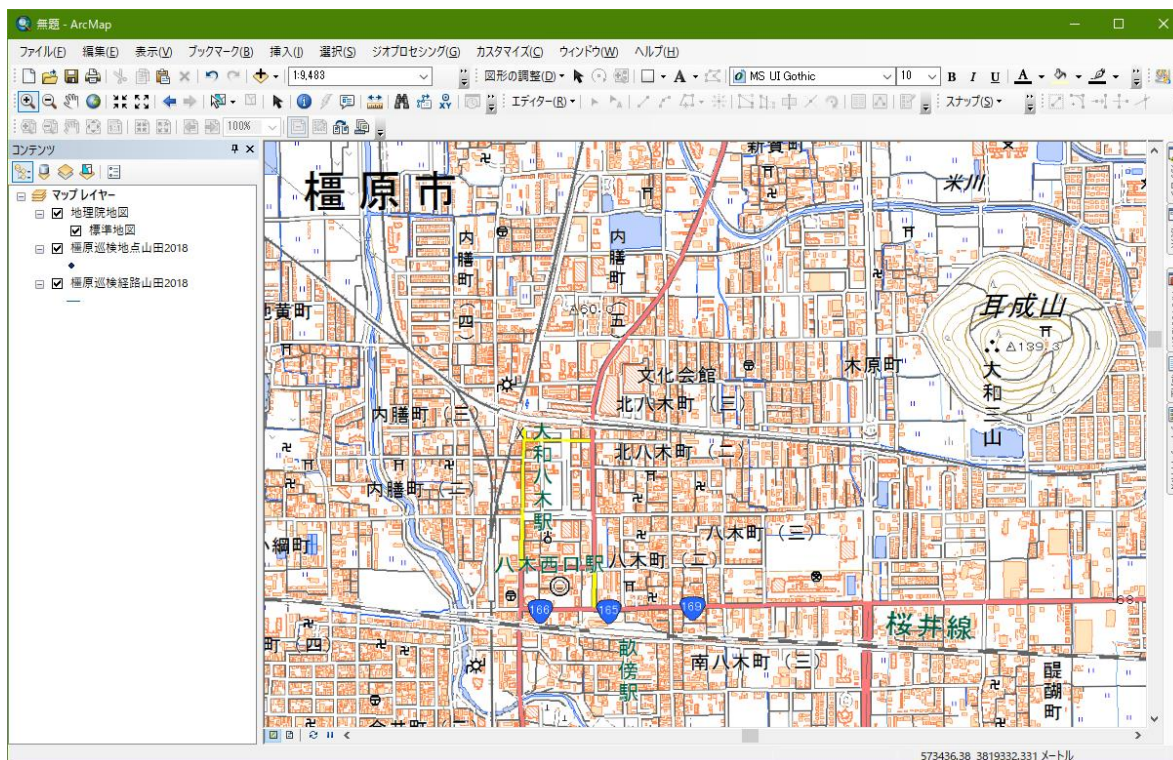 無題 - ArcMap
ファイル(F) 編集(E) 表示(V) ブックマーク(B) 挿入(I) 選択(S) ジオプロセシング(G) カスタマイズ(C) ウィンドウ(W) ヘルプ(H)
1:9,483 図形の調整(D) A MS UI Gothic 10 B I U A
エディター(R) スナップ(S)
100%
コンテンツ
マップ レイヤー
地理院地図
標準地図
橿原巡検地点山田2018
橿原巡検経路山田2018
橿原市
新賀町
米川
内膳町(四)
内膳町(五)
60.
黄町
耳成山
139.3
大和三山
木原町
文化会館
北八木町(三)
内膳町(三)
大和八木駅
北八木町(二)
内膳町(二)
八木町(三)
綱町
八木西口駅
八木町(二)
166
165
169
68
桜井線
町(四)
畝傍駅
南八木町(三)
醍醐町
573436.38 3819332.331 メートル